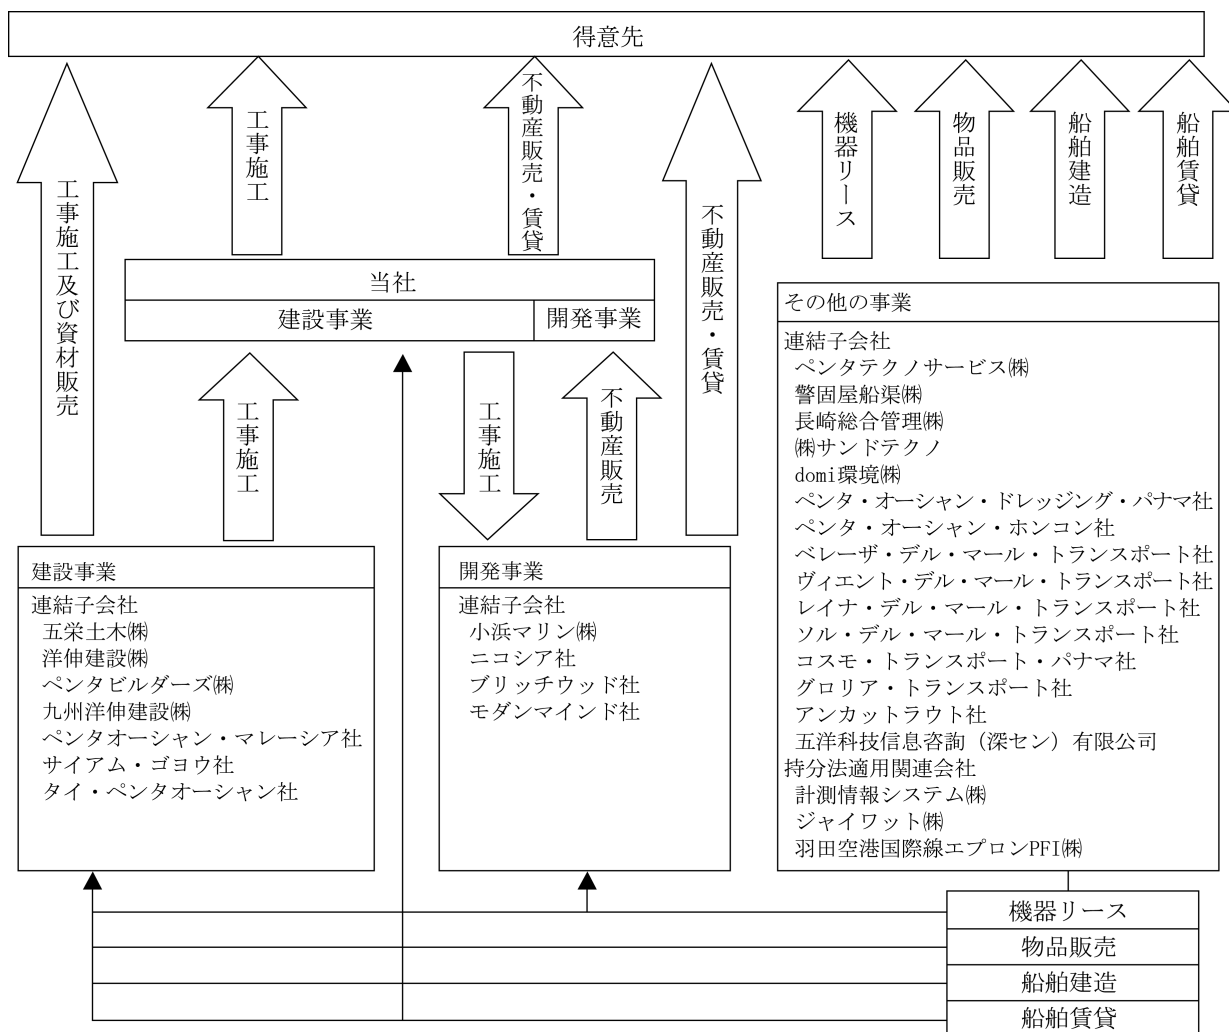 得意先
工事施工及び資材販売
工事施工
不動産販売・賃貸
不動産販売・賃貸
機器リース
物品販売
船舶建造
船舶賃貸
当社
建設事業
開発事業
工事施工
工事施工
不動産販売
建設事業
連結子会社
五栄土木㈱
洋伸建設㈱
ペンタビルダーズ㈱
九州洋伸建設㈱
ペンタオーシャン・マレーシア社
サイアム・ゴヨウ社
タイ・ペンタオーシャン社
開発事業
連結子会社
小浜マリン㈱
ニコシア社
ブリッチウッド社
モダンマインド社
その他の事業
連結子会社
ペンタテクノサービス㈱
警固屋船渠㈱
長崎総合管理㈱
㈱サンドテクノ
domi環境㈱
ペンタ・オーシャン・ドレッジング・パナマ社
ペンタ・オーシャン・ホンコン社
ベレーザ・デル・マール・トランスポート社
ヴィエント・デル・マール・トランスポート社
レイナ・デル・マール・トランスポート社
ソル・デル・マール・トランスポート社
コスモ・トランスポート・パナマ社
グロリア・トランスポート社
アンカットラウト社
五洋科技信息咨詢（深セン）有限公司
持分法適用関連会社
計測情報システム㈱
ジャイワット㈱
羽田空港国際線エプロンPFI㈱
機器リース
物品販売
船舶建造
船舶賃貸